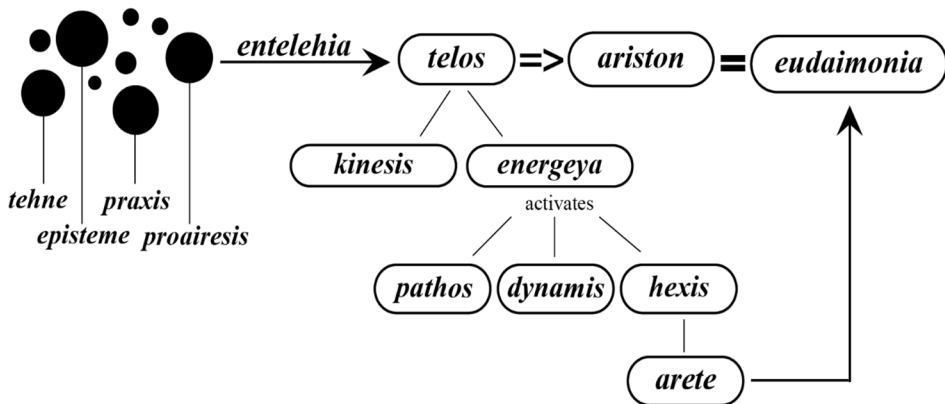 entelehia
telos => ariston = eudaimonia
kinesis energeya
tehne praxis
activates
episteme proairesis
pathos dynamis hexis
arete